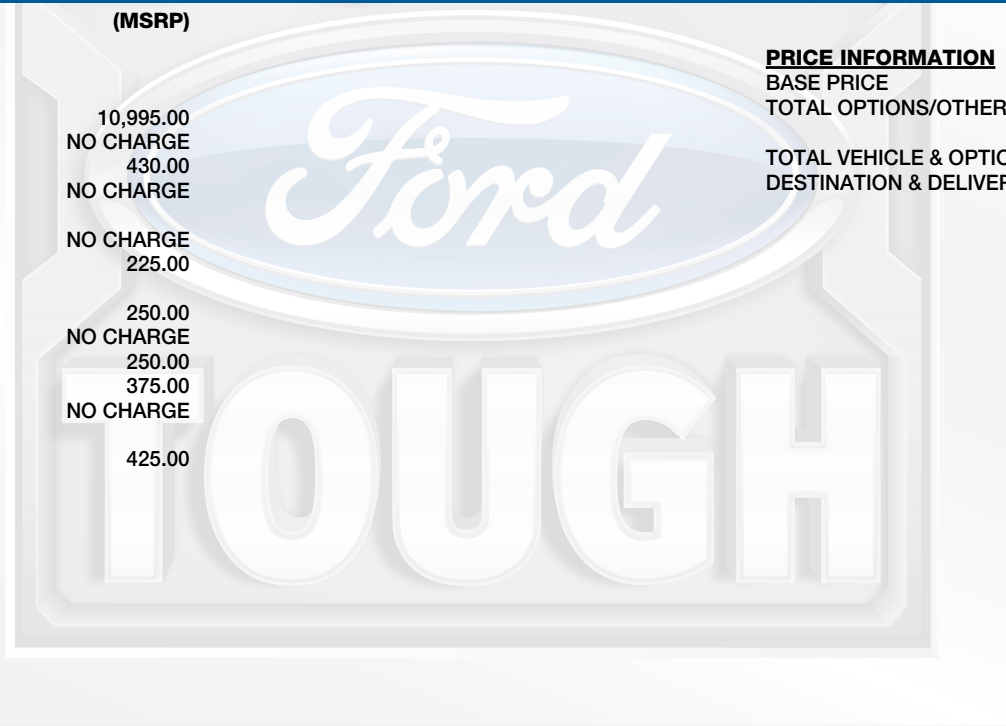 (MSRP)
10,995.00
NO CHARGE
430.00
NO CHARGE
NO CHARGE
225.00
250.00
NO CHARGE
250.00
375.00
NO CHARGE
425.00
PRICE INFORMATION
BASE PRICE
TOTAL OPTIONS/OTHER
TOTAL VEHICLE & OPTIO
DESTINATION & DELIVER
Ford
TOUGH